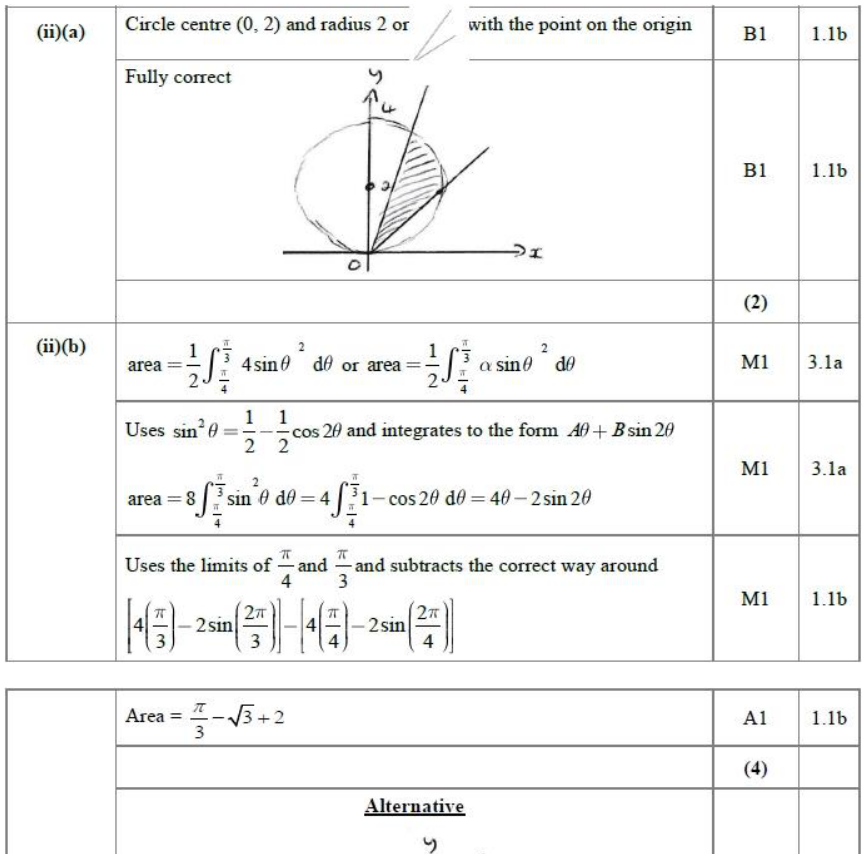 (ii)(a) Circle centre (0, 2) and radius 2 or with the point on the origin B1 1.1b
Fully correct B1 1.1b
y
4
2
O x
(2)
(ii)(b) area = 1/2 ∫_{π/4}^{π/3} 4 sin θ ² dθ or area = 1/2 ∫_{π/4}^{π/3} α sin θ ² dθ M1 3.1a
Uses sin² θ = 1/2 − 1/2 cos 2θ and integrates to the form Aθ + B sin 2θ
area = 8 ∫_{π/4}^{π/3} sin² θ dθ = 4 ∫_{π/4}^{π/3} 1 − cos 2θ dθ = 4θ − 2 sin 2θ M1 3.1a
Uses the limits of π/4 and π/3 and subtracts the correct way around
[4(π/3) − 2 sin(2π/3)] − [4(π/4) − 2 sin(2π/4)] M1 1.1b
Area = π/3 − √3 + 2 A1 1.1b
(4)
Alternative
y